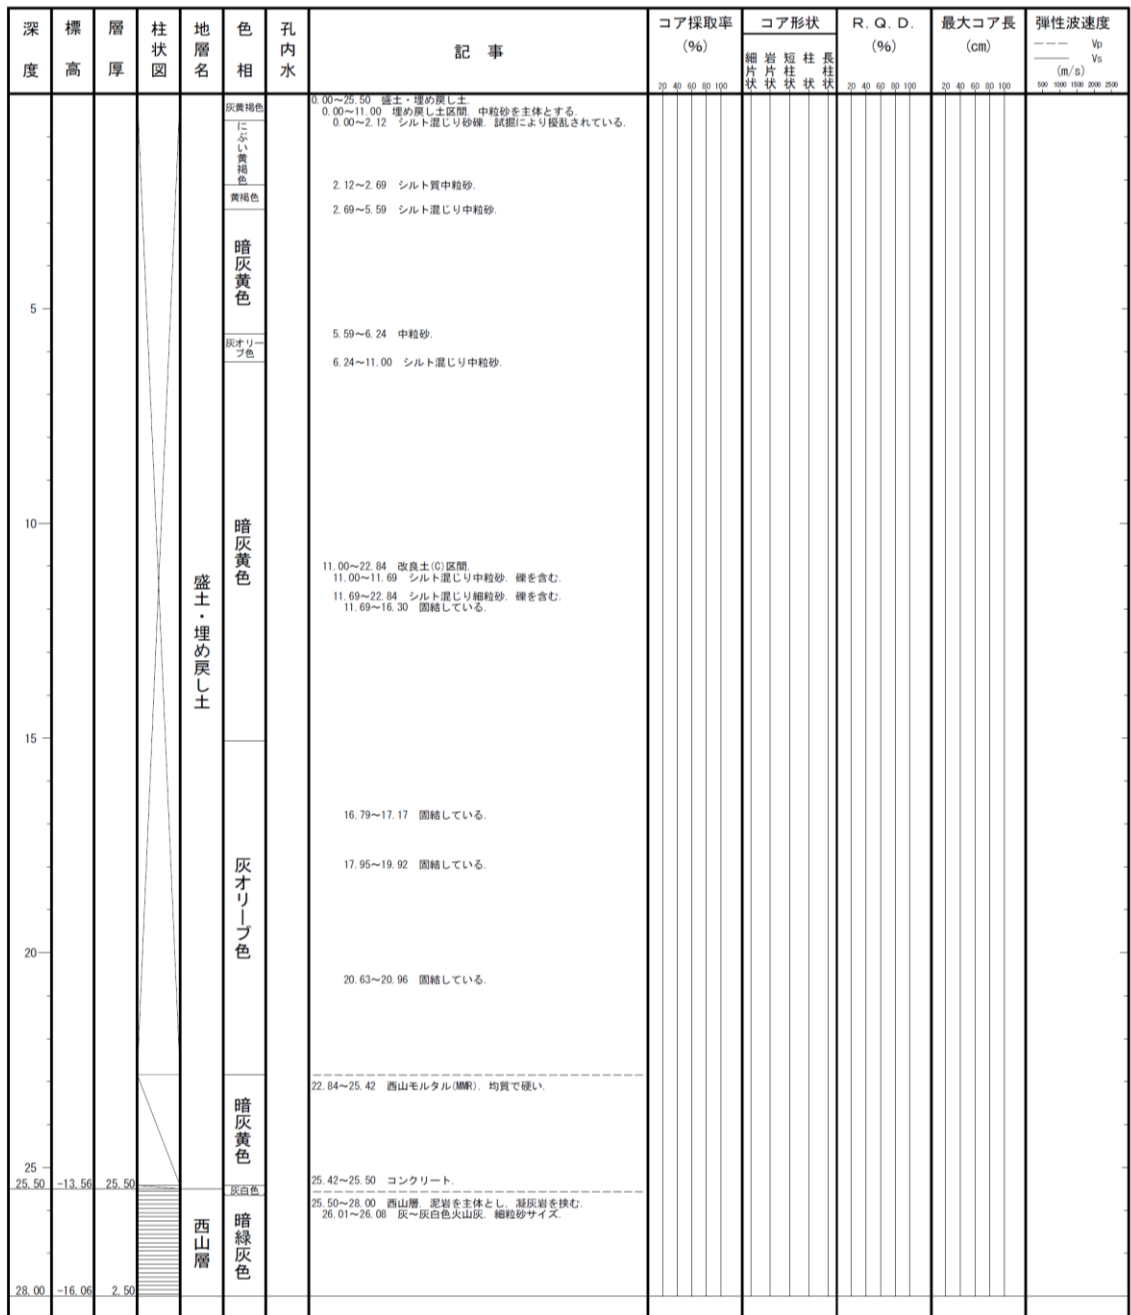 深度
標高
層厚
柱状図
地層名
色相
孔内水
記 事
コア採取率
(%)
20 40 60 80 100
コア形状
細片状
岩片状
短柱状
柱状
長柱状
R. Q. D.
(%)
20 40 60 80 100
最大コア長
(cm)
20 40 60 80 100
弾性波速度
Vp
Vs
(m/s)
500 1000 1500 2000 2500
灰黄褐色
にぶい黄褐色
黄褐色
暗灰黄色
灰オリーブ色
暗灰黄色
灰オリーブ色
暗灰黄色
灰白色
暗緑灰色
盛土・埋め戻し土
西山層
0.00～25.50 盛土・埋め戻し土.
0.00～11.00 埋め戻し土区間. 中粒砂を主体とする.
0.00～2.12 シルト混じり砂礫. 試掘により擾乱されている.
2.12～2.69 シルト質中粒砂.
2.69～5.59 シルト混じり中粒砂.
5
5.59～6.24 中粒砂.
6.24～11.00 シルト混じり中粒砂.
10
11.00～22.84 改良土(C)区間.
11.00～11.69 シルト混じり中粒砂. 礫を含む.
11.69～22.84 シルト混じり細粒砂. 礫を含む.
11.69～16.30 固結している.
15
16.79～17.17 固結している.
17.95～19.92 固結している.
20
20.63～20.96 固結している.
22.84～25.42 西山モルタル(MMR). 均質で硬い.
25
25.42～25.50 コンクリート.
25.50 -13.56 25.50
25.50～28.00 西山層. 泥岩を主体とし, 凝灰岩を挟む.
26.01～26.08 灰～灰白色火山灰. 細粒砂サイズ.
28.00 -16.06 2.50